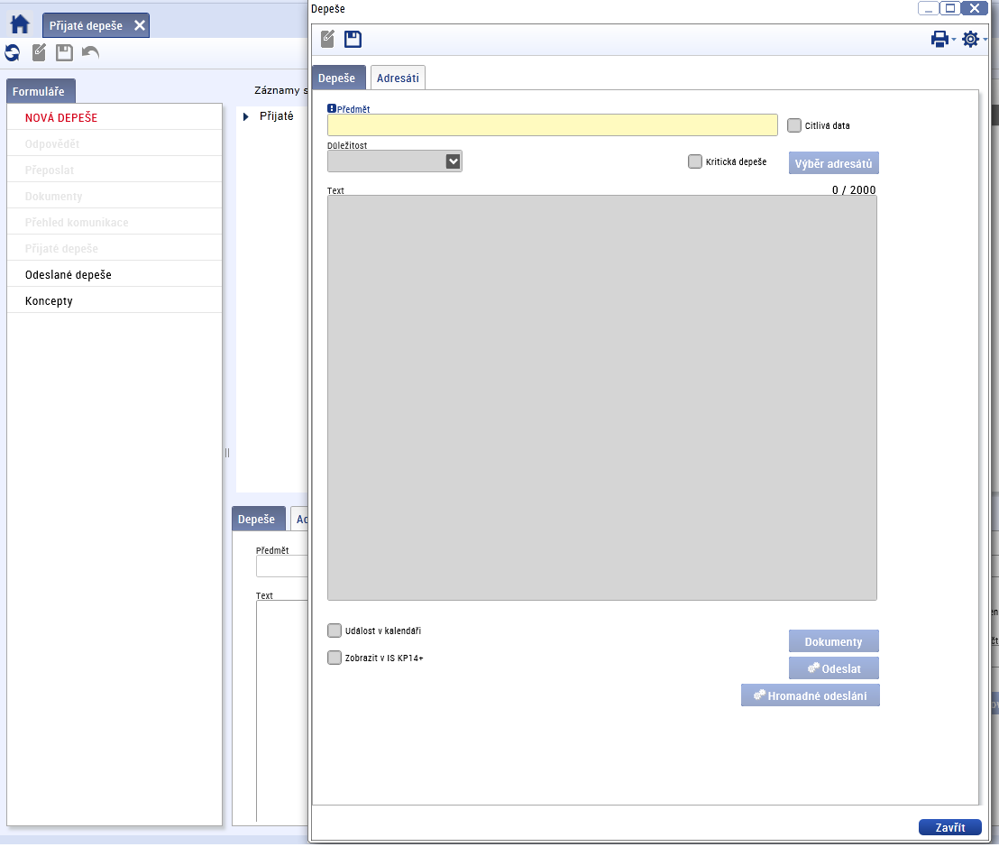 Depeše
Přijaté depeše
Formuláře
NOVÁ DEPEŠE
Odpovědět
Přeposlat
Dokumenty
Přehled komunikace
Přijaté depeše
Odeslané depeše
Koncepty
Záznamy s
Přijaté
Depeše
Předmět
Text
Depeše Adresáti
Předmět
Citlivá data
Důležitost
Kritická depeše
Výběr adresátů
Text
0 / 2000
Událost v kalendáři
Zobrazit v IS KP14+
Dokumenty
Odeslat
Hromadné odeslání
Zavřít